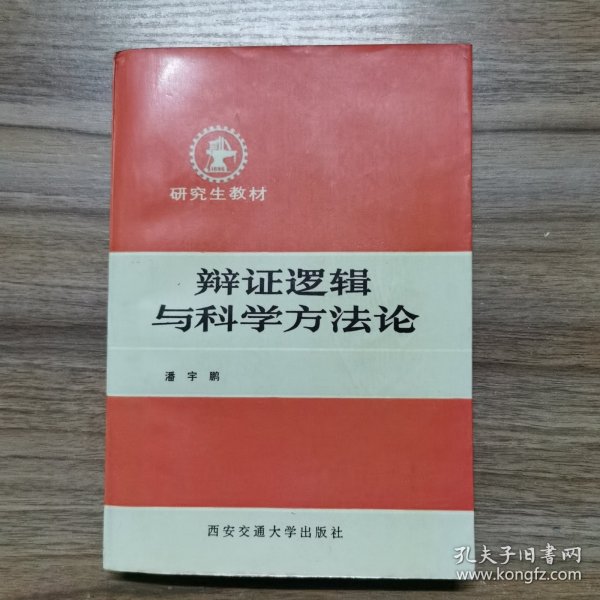 1896
研究生教材
辩证逻辑
与科学方法论
潘宇鹏
西安交通大学出版社
孔夫子旧书网
www.kongfz.com